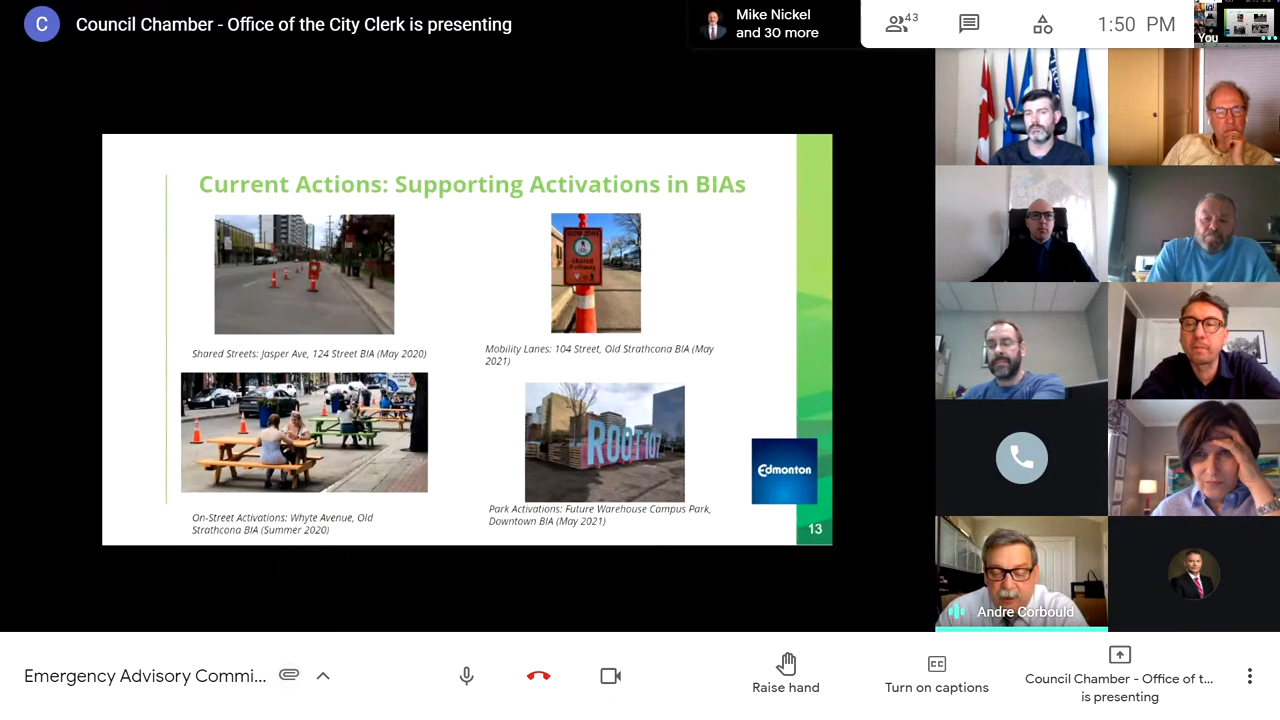 C
Council Chamber - Office of the City Clerk is presenting
Mike Nickel
and 30 more
43
1:50 PM
You
Current Actions: Supporting Activations in BIAs
Shared
Pathway
Shared Streets: Jasper Ave, 124 Street BIA (May 2020)
Mobility Lanes: 104 Street, Old Strathcona BIA (May
2021)
ROOT107
Edmonton
On-Street Activations: Whyte Avenue, Old
Strathcona BIA (Summer 2020)
Park Activations: Future Warehouse Campus Park,
Downtown BIA (May 2021)
13
Andre Corbould
Emergency Advisory Commi...
Raise hand
CC
Turn on captions
Council Chamber - Office of t...
is presenting